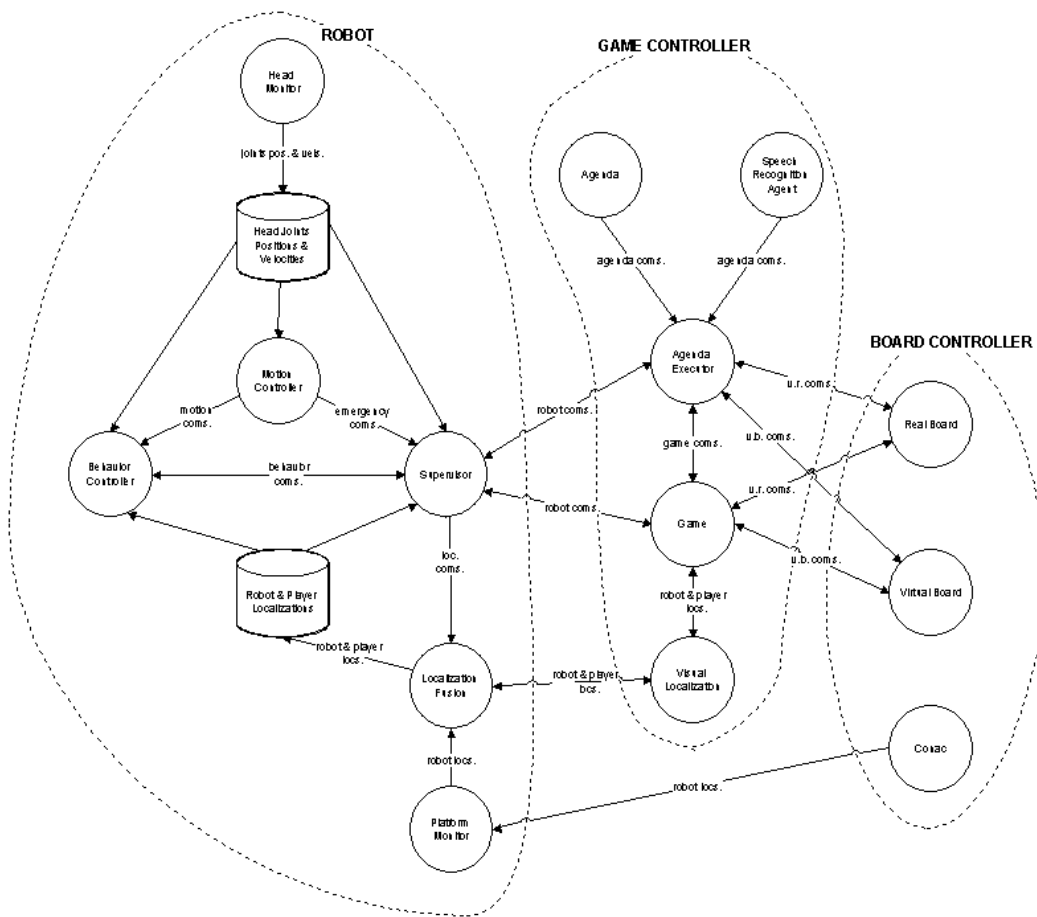 ROBOT
GAME CONTROLLER
BOARD CONTROLLER
Head
Monitor
joints pos. & vels.
Head Joints
Positions &
Velocities
Motion
Controller
motion
coms.
emergency
coms.
Behavior
Controller
behavior
coms.
Supervisor
loc.
coms.
Robot & Player
Localizations
robot & player
locs.
Localization
Fusion
robot locs.
Platform
Monitor
Agenda
Speech
Recognition
Agent
agenda coms.
agenda coms.
Agenda
Executor
robot coms.
game coms.
u.b. coms.
u.r. coms.
Real Board
u.r. coms.
robot coms.
Game
u.b. coms.
Virtual Board
robot & player
locs.
robot & player
locs.
Visual
Localization
Conac
robot locs.